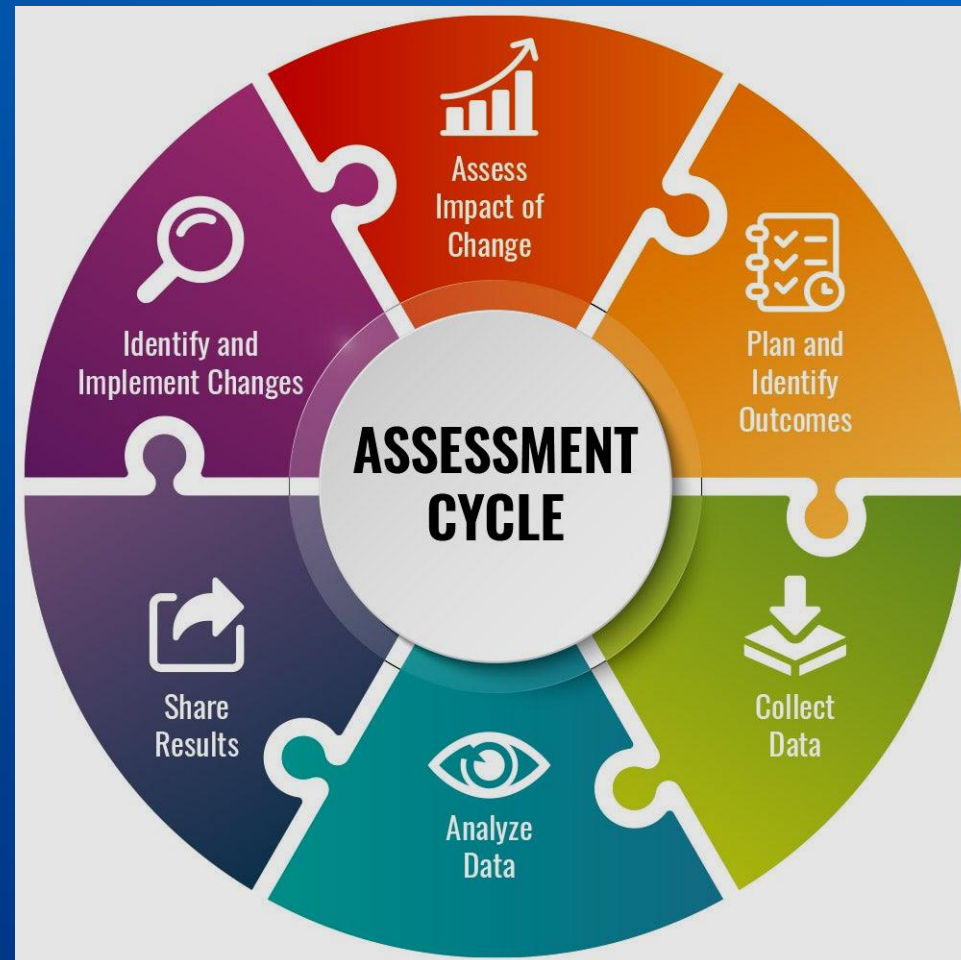 Assess
Impact of
Change
Plan and
Identify
Outcomes
Collect
Data
Analyze
Data
Share
Results
Identify and
Implement Changes
ASSESSMENT
CYCLE